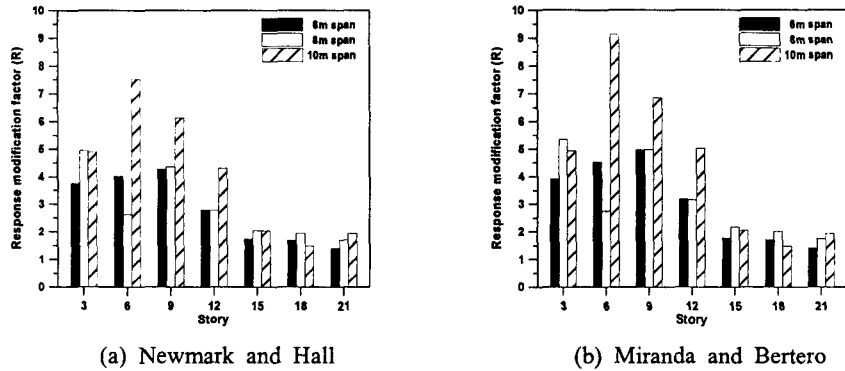 10
9
8
7
6
5
4
3
2
1
0
Response modification factor (R)
6m span
8m span
10m span
3 6 9 12 15 18 21
Story
(a) Newmark and Hall
10
9
8
7
6
5
4
3
2
1
0
Response modification factor (R)
6m span
8m span
10m span
3 6 9 12 15 18 21
Story
(b) Miranda and Bertero